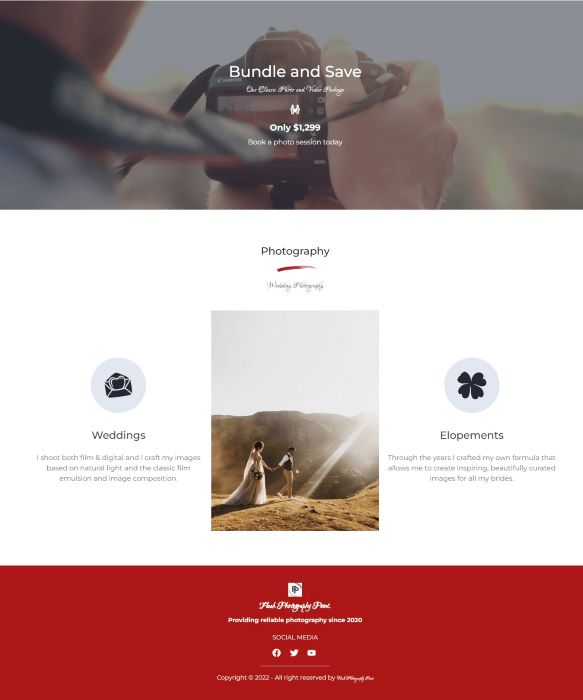 Bundle and Save
Our Classic Photo and Video Package
Only $1,299
Book a photo session today
Photography
Wedding Photography
Weddings
I shoot both film & digital and I craft my images
based on natural light and the classic film
emulsion and image composition.
Elopements
Through the years I crafted my own formula that
allows me to create inspiring, beautifully curated
images for all my brides.
Flash Photography Point
Providing reliable photography since 2020
SOCIAL MEDIA
Copyright © 2022 - All right reserved by Flash Photography Point